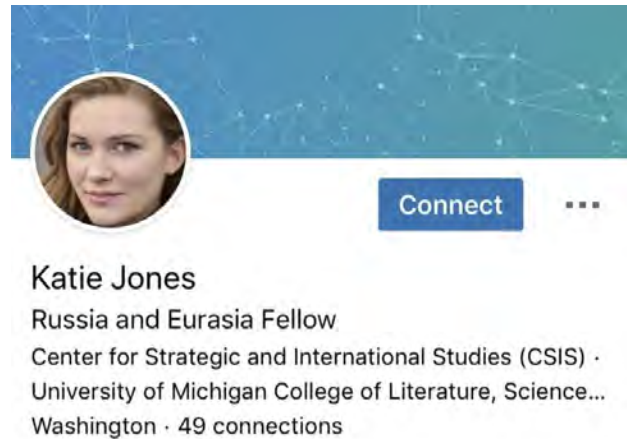 Connect
Katie Jones
Russia and Eurasia Fellow
Center for Strategic and International Studies (CSIS) ·
University of Michigan College of Literature, Science...
Washington · 49 connections